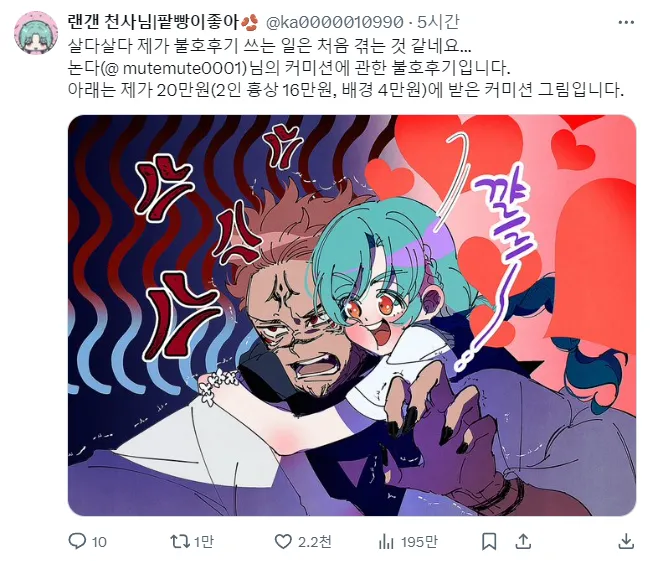 랜갠 천사님|팥빵이좋아🫘 @ka0000010990 · 5시간
살다살다 제가 불호후기 쓰는 일은 처음 겪는 것 같네요...
논다(@ mutemute0001)님의 커미션에 관한 불호후기입니다.
아래는 제가 20만원(2인 흉상 16만원, 배경 4만원)에 받은 커미션 그림입니다.
꺄르르
10 1만 2.2천 195만